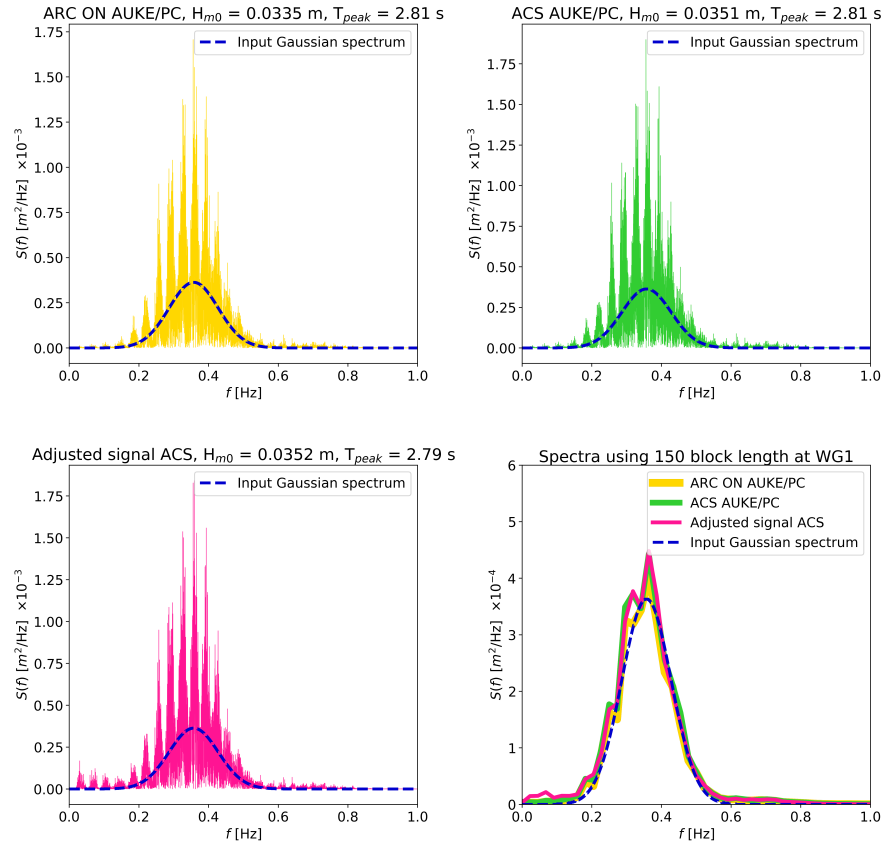 ARC ON AUKE/PC, H_{m0} = 0.0335 m, T_{peak} = 2.81 s
Input Gaussian spectrum
S(f) [m²/Hz] ×10⁻³
1.75
1.50
1.25
1.00
0.75
0.50
0.25
0.00
0.0 0.2 0.4 0.6 0.8 1.0
f [Hz]
ACS AUKE/PC, H_{m0} = 0.0351 m, T_{peak} = 2.81 s
Input Gaussian spectrum
S(f) [m²/Hz] ×10⁻³
1.75
1.50
1.25
1.00
0.75
0.50
0.25
0.00
0.0 0.2 0.4 0.6 0.8 1.0
f [Hz]
Adjusted signal ACS, H_{m0} = 0.0352 m, T_{peak} = 2.79 s
Input Gaussian spectrum
S(f) [m²/Hz] ×10⁻³
1.75
1.50
1.25
1.00
0.75
0.50
0.25
0.00
0.0 0.2 0.4 0.6 0.8 1.0
f [Hz]
Spectra using 150 block length at WG1
ARC ON AUKE/PC
ACS AUKE/PC
Adjusted signal ACS
Input Gaussian spectrum
S(f) [m²/Hz] ×10⁻⁴
6
5
4
3
2
1
0
0.0 0.2 0.4 0.6 0.8 1.0
f [Hz]